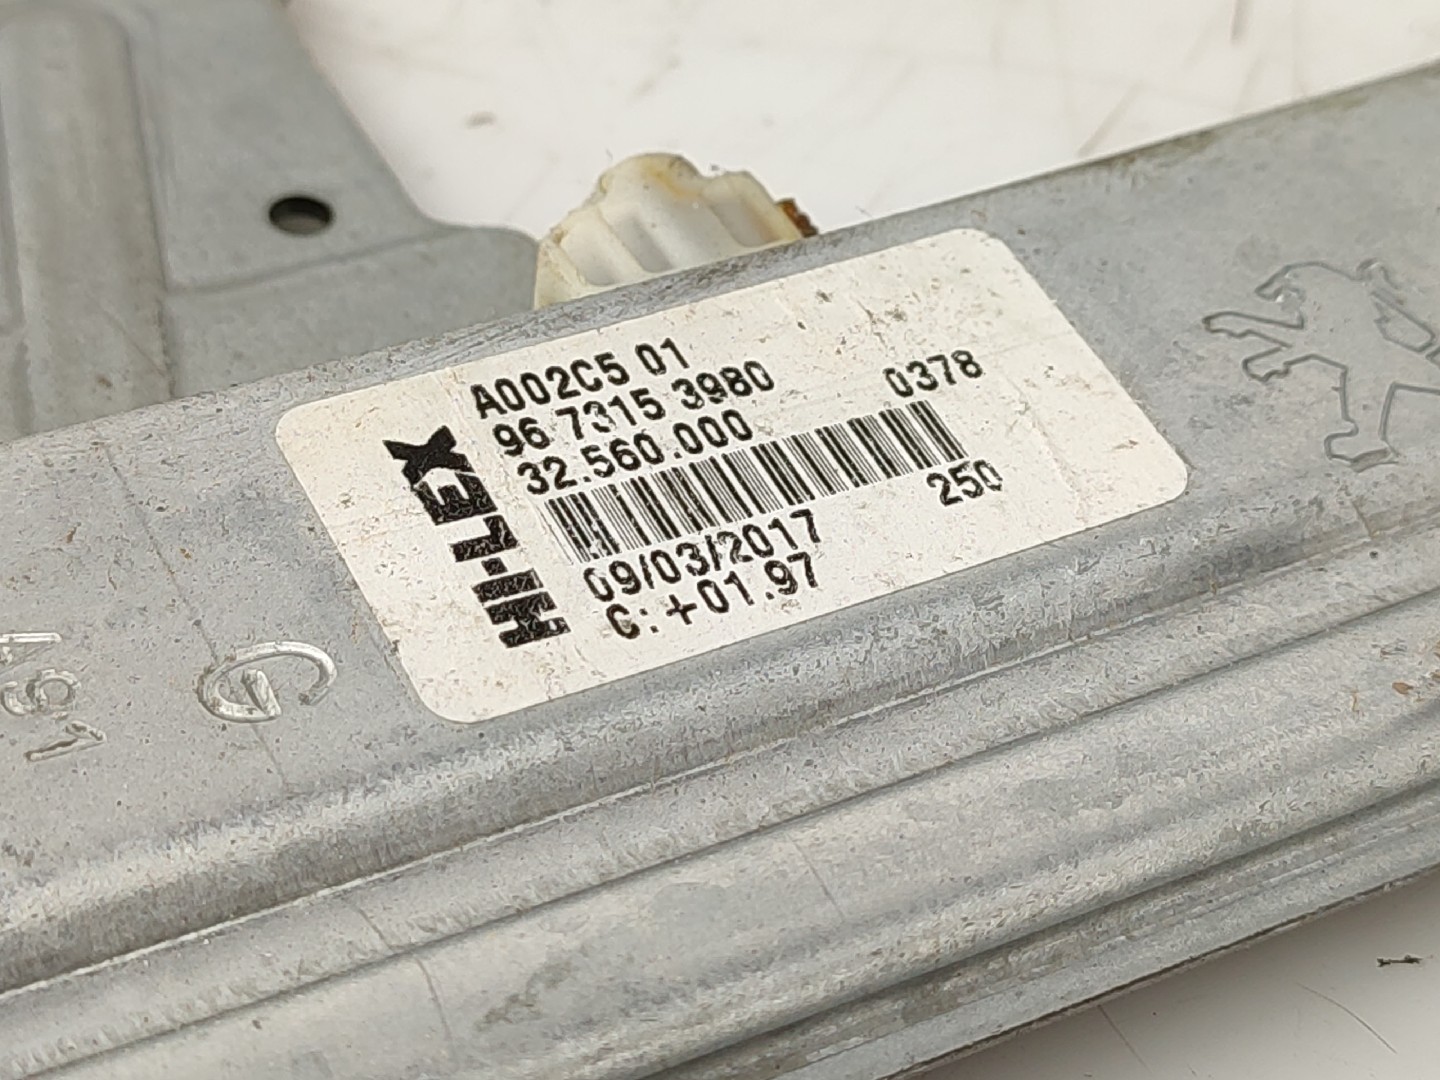 HI-LEX
A002C5 01
96 7315 3980
32.560.000 0378
09/03/2017 250
C:+01.97
G